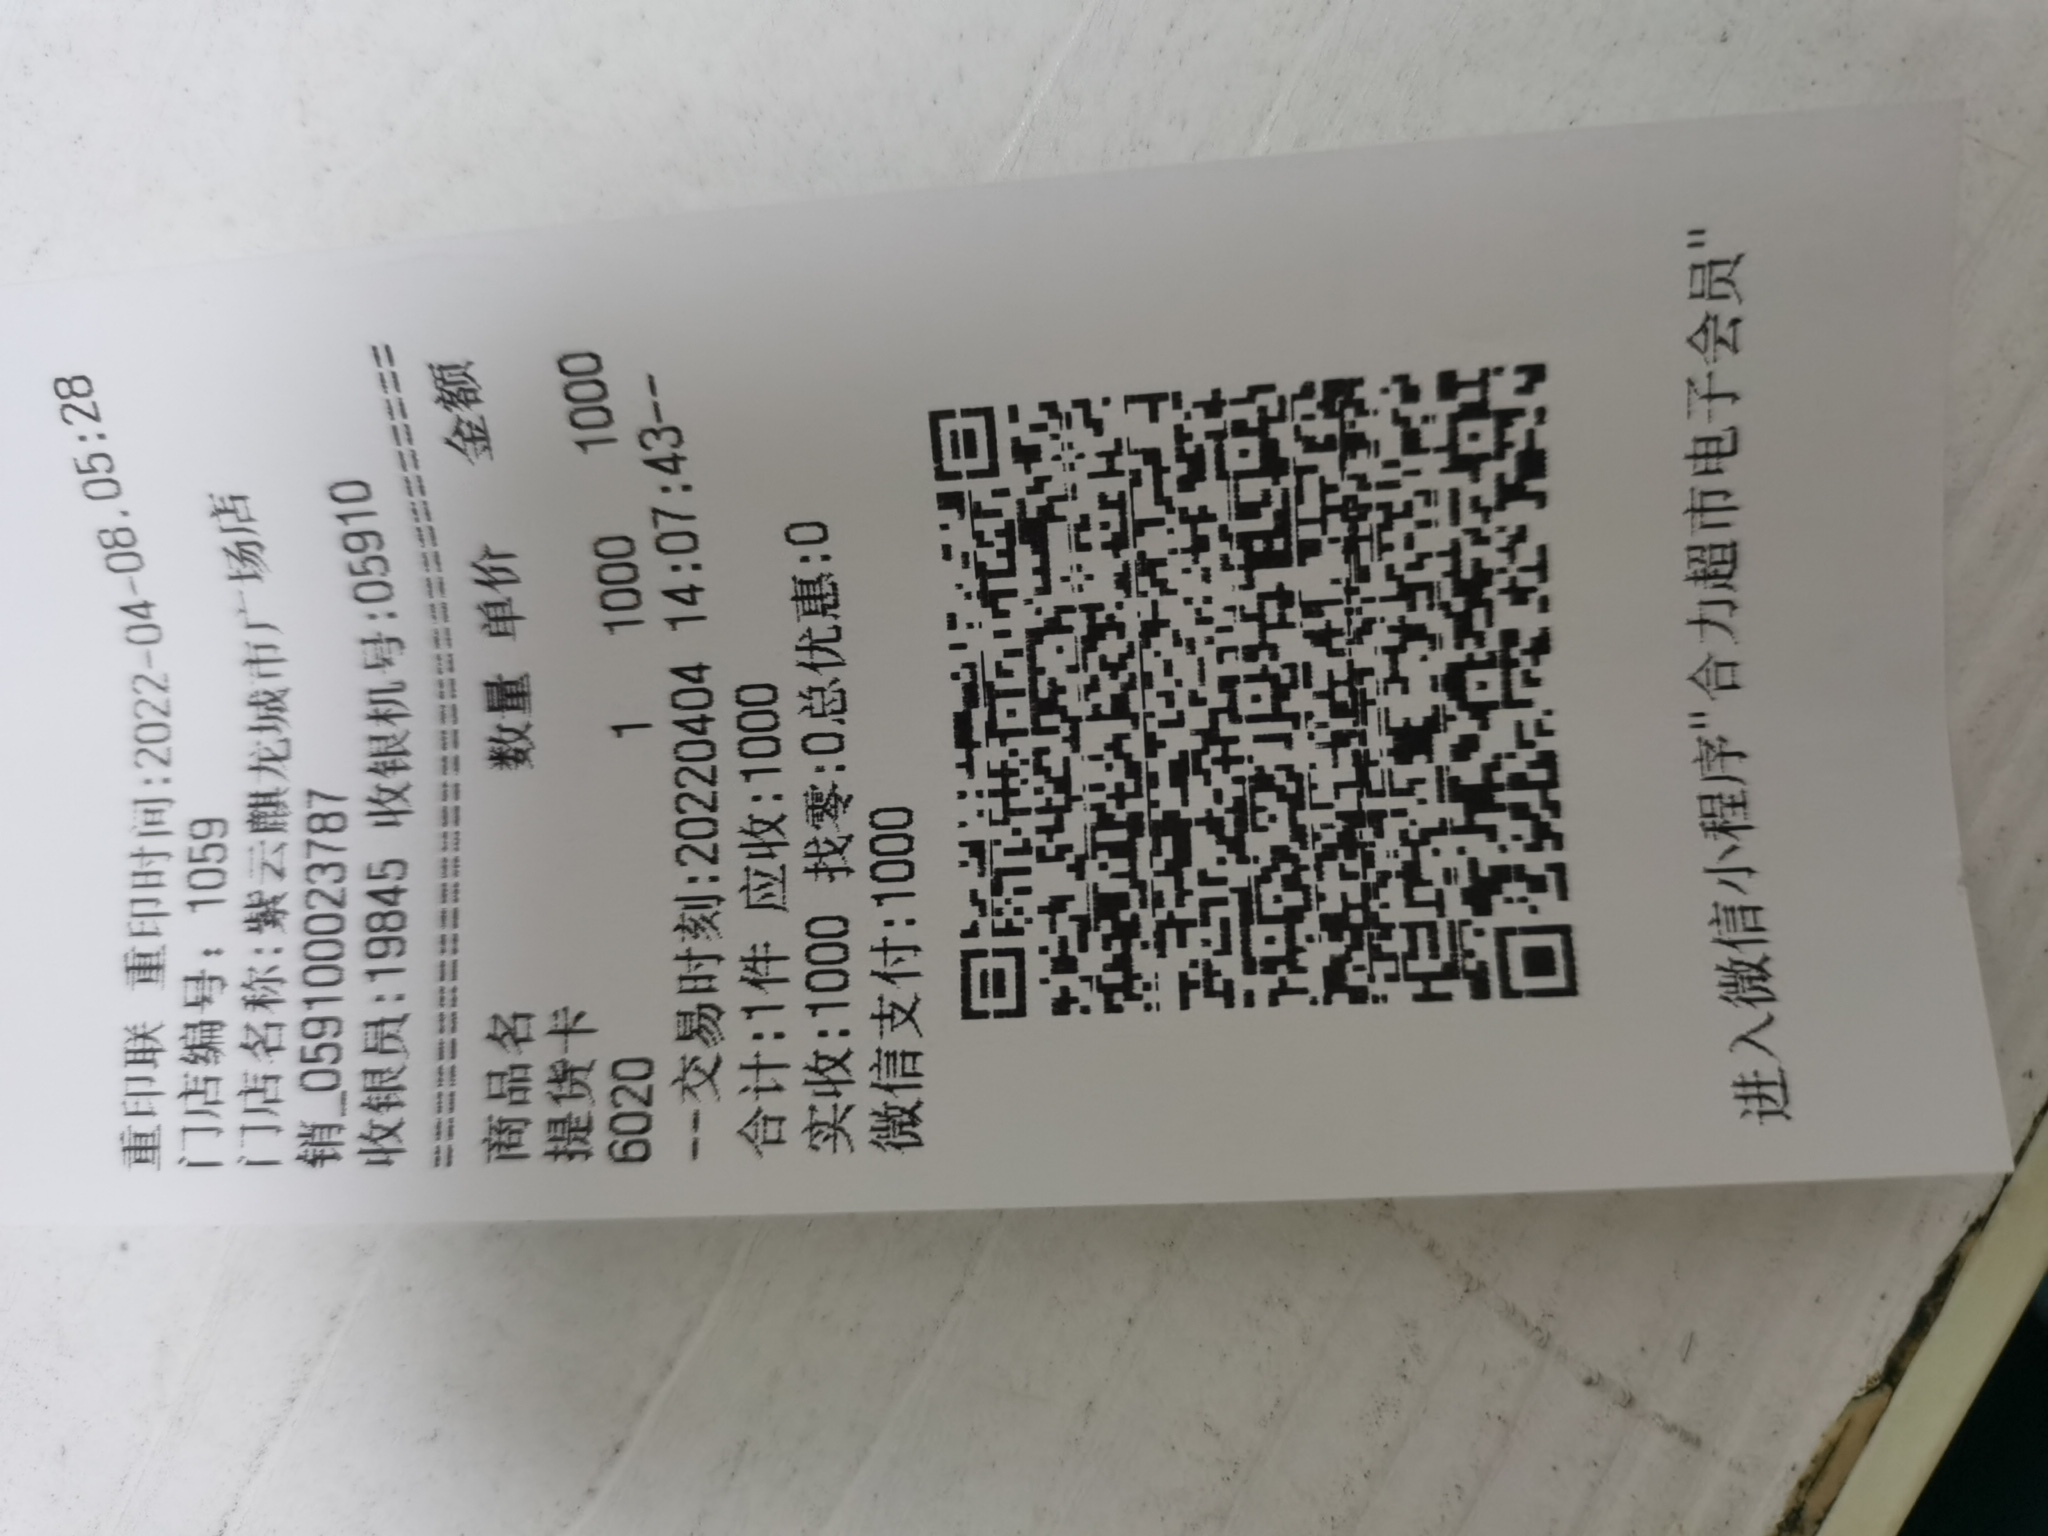 重印联 重印时间:2022-04-08.05:28
门店编号: 1059
门店名称:紫云麒龙城市广场店
销_0591000023787
收银员:19845 收银机号:059910
==================================
商品名 数量 单价 金额
提货卡
6020 1 1000 1000
--交易时刻:20220404 14:07:43--
合计:1件 应收:1000
实收:1000 找零:0总优惠:0
微信支付:1000
进入微信小程序"合力超市电子会员"